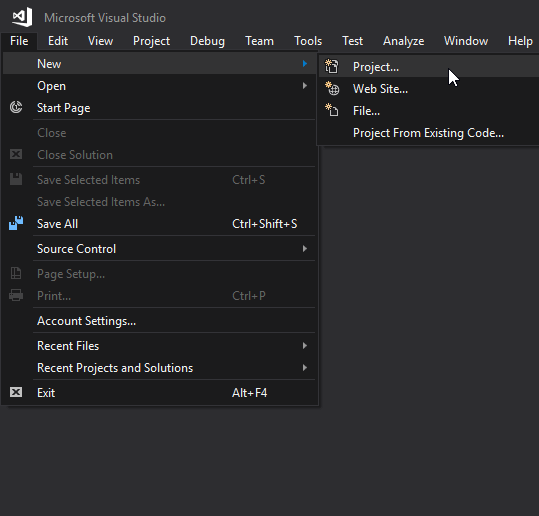 Microsoft Visual Studio
File Edit View Project Debug Team Tools Test Analyze Window Help
New
Open
Start Page
Close
Close Solution
Save Selected Items Ctrl+S
Save Selected Items As...
Save All Ctrl+Shift+S
Source Control
Page Setup...
Print... Ctrl+P
Account Settings...
Recent Files
Recent Projects and Solutions
Exit Alt+F4
Project...
Web Site...
File...
Project From Existing Code...